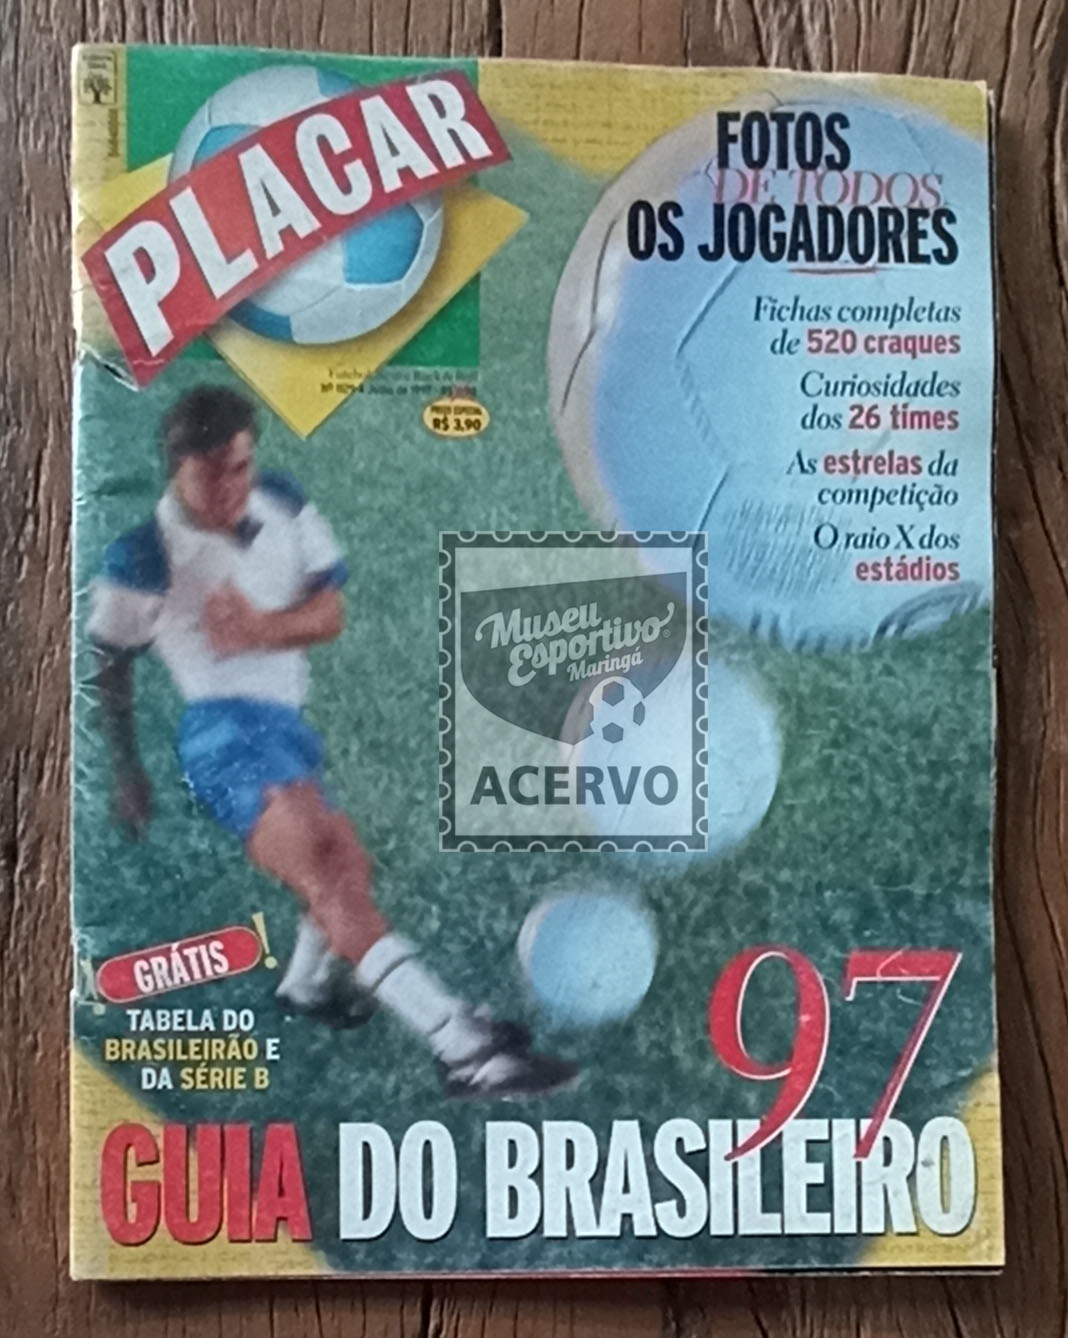 PLACAR
FOTOS
DE TODOS
OS JOGADORES
Fichas completas
de 520 craques
Curiosidades
dos 26 times
As estrelas da
competição
O raio X dos
estádios
PREÇO ESPECIAL
R$ 3,90
Museu
Esportivo
Maringá
ACERVO
¡GRÁTIS!
TABELA DO
BRASILEIRÃO E
DA SÉRIE B
97
GUIA DO BRASILEIRO